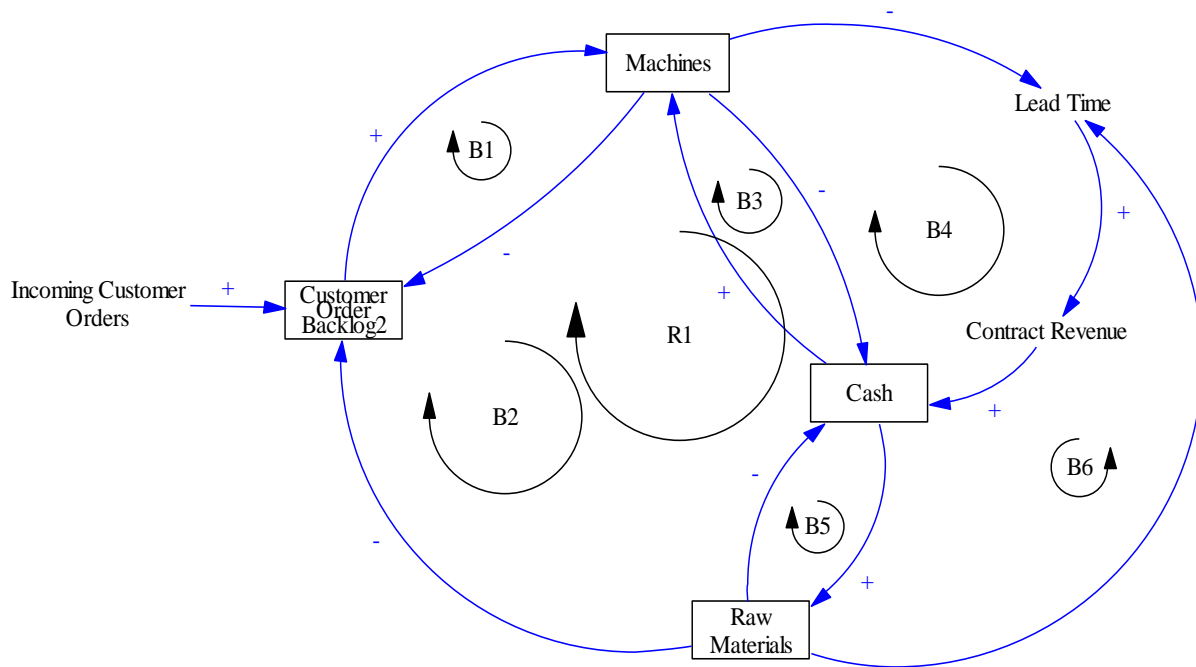 -
Machines
Lead Time
+
B1
B3
-
+
B4
-
Incoming Customer
Orders
+
Customer
Order
Backlog2
+
R1
Contract Revenue
Cash
+
B2
-
B6
B5
-
+
Raw
Materials